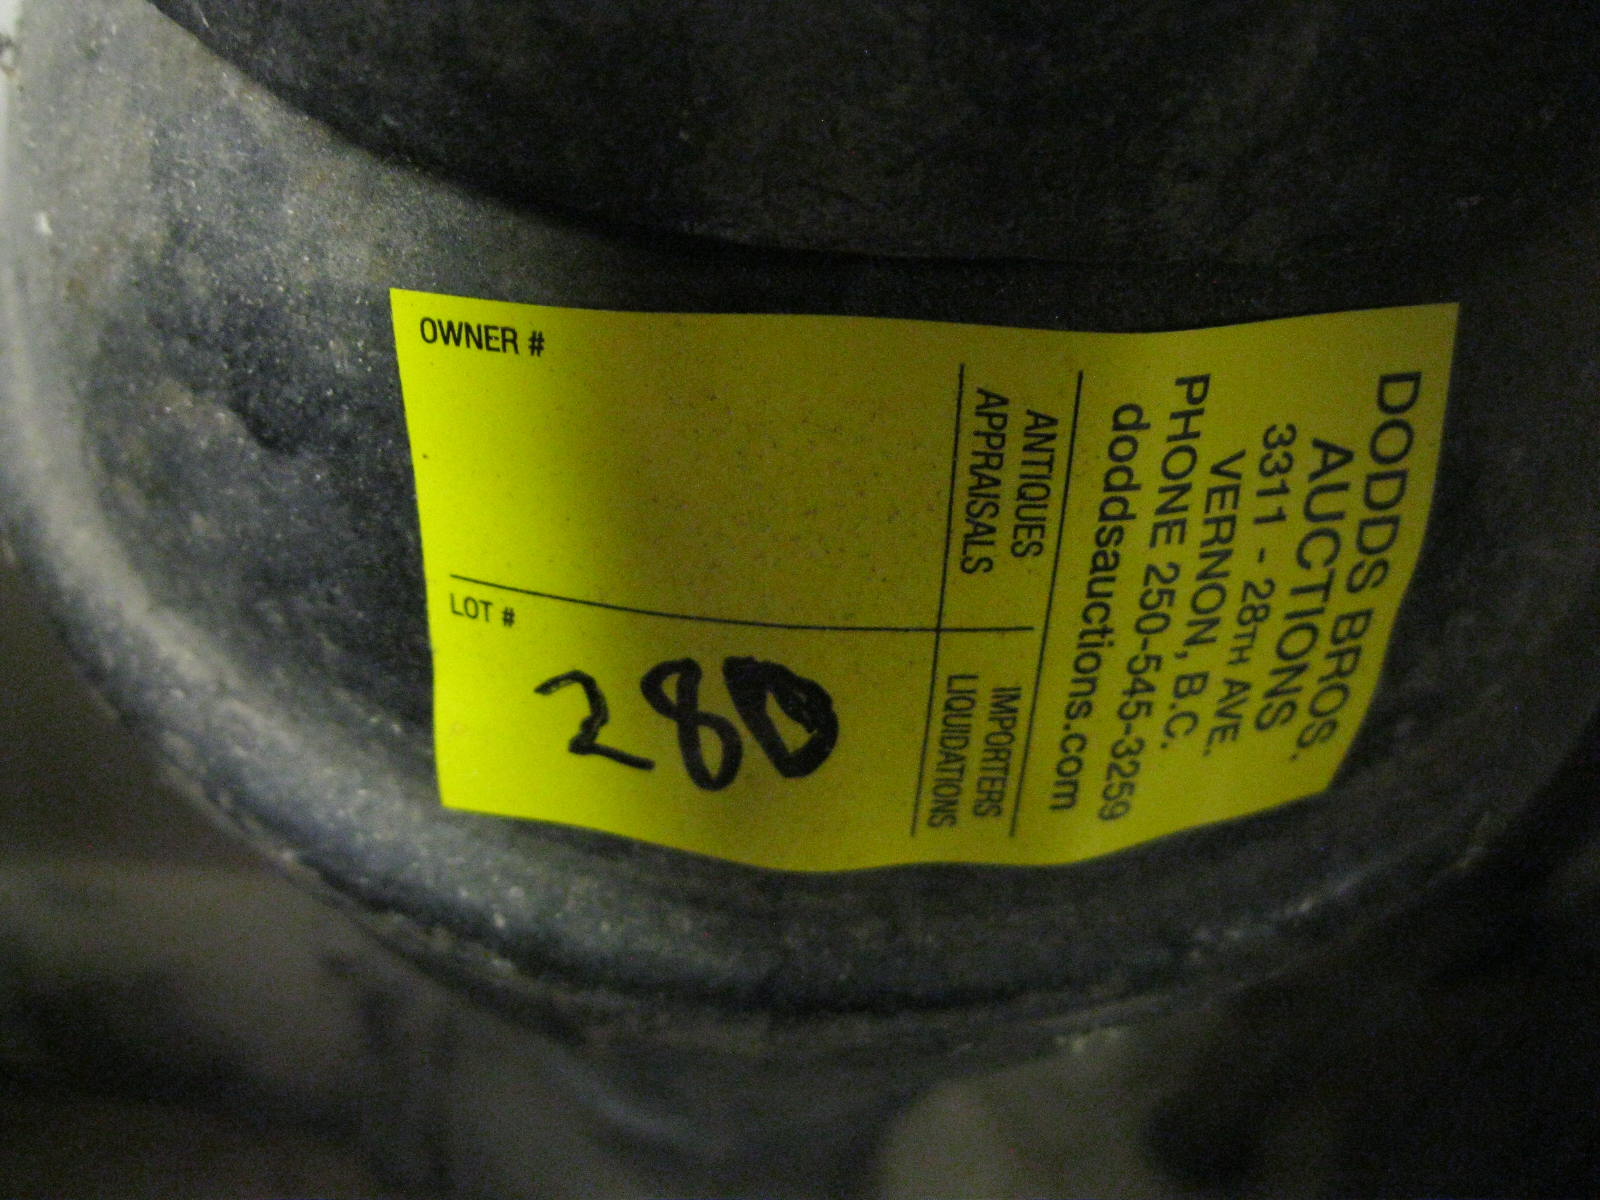 DODDS BROS.
AUCTIONS
3311 - 28TH AVE.
VERNON, B.C.
PHONE 250-545-3259
doddsauctions.com
ANTIQUES
APPRAISALS
IMPORTERS
LIQUIDATIONS
OWNER #
LOT #
280